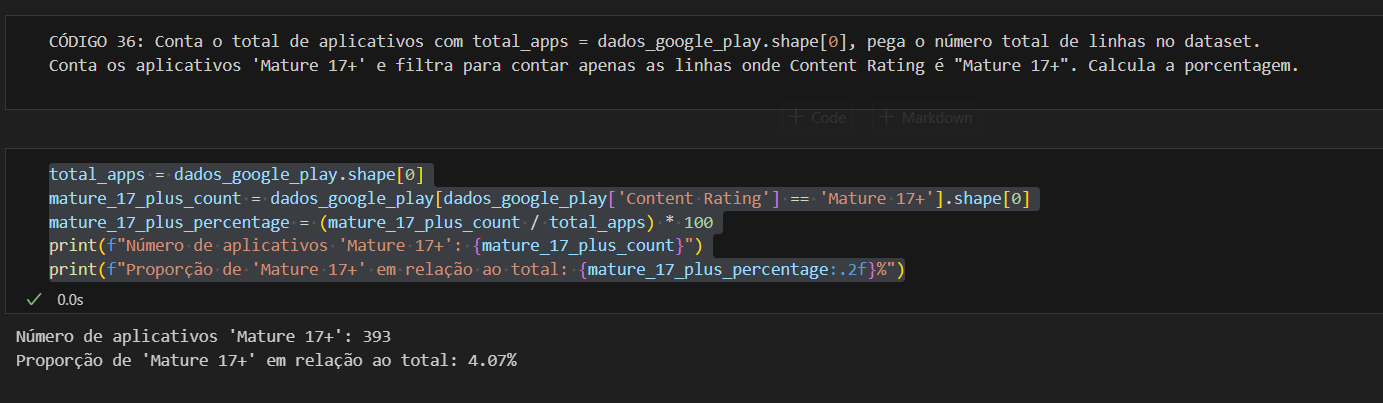 CÓDIGO 36: Conta o total de aplicativos com total_apps = dados_google_play.shape[0], pega o número total de linhas no dataset.
Conta os aplicativos 'Mature 17+' e filtra para contar apenas as linhas onde Content Rating é "Mature 17+". Calcula a porcentagem.
+ Code + Markdown
total_apps = dados_google_play.shape[0]
mature_17_plus_count = dados_google_play[dados_google_play['Content Rating'] == 'Mature 17+'].shape[0]
mature_17_plus_percentage = (mature_17_plus_count / total_apps) * 100
print(f"Número de aplicativos 'Mature 17+': {mature_17_plus_count}")
print(f"Proporção de 'Mature 17+' em relação ao total: {mature_17_plus_percentage:.2f}%")
0.0s
Número de aplicativos 'Mature 17+': 393
Proporção de 'Mature 17+' em relação ao total: 4.07%